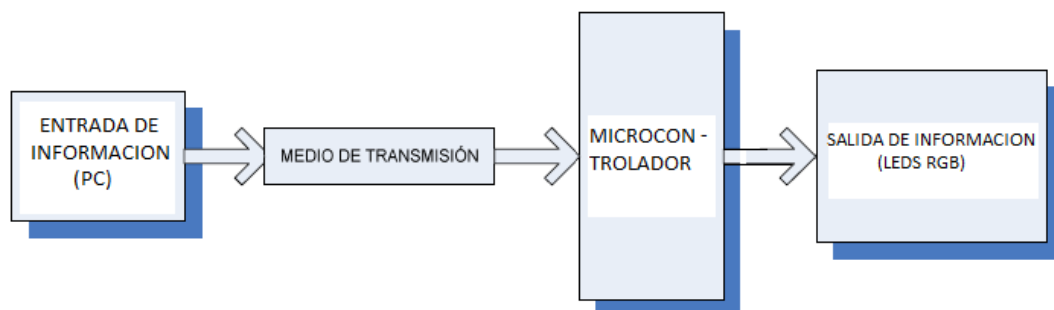 ENTRADA DE
INFORMACION
(PC)
MEDIO DE TRANSMISIÓN
MICROCON -
TROLADOR
SALIDA DE INFORMACION
(LEDS RGB)